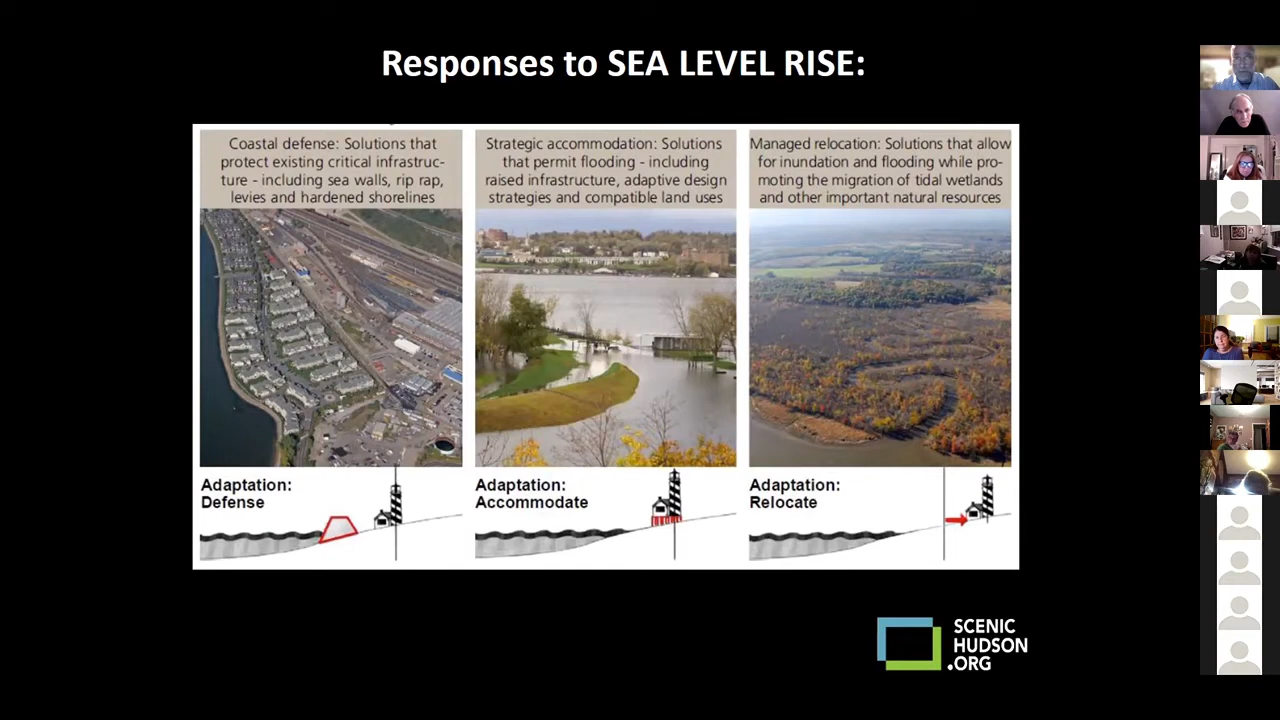 Responses to SEA LEVEL RISE:
Coastal defense: Solutions that
protect existing critical infrastruc-
ture - including sea walls, rip rap,
levies and hardened shorelines
Strategic accommodation: Solutions
that permit flooding - including
raised infrastructure, adaptive design
strategies and compatible land uses
Managed relocation: Solutions that allow
for inundation and flooding while pro-
moting the migration of tidal wetlands
and other important natural resources
Adaptation:
Defense
Adaptation:
Accommodate
Adaptation:
Relocate
SCENIC
HUDSON
.ORG